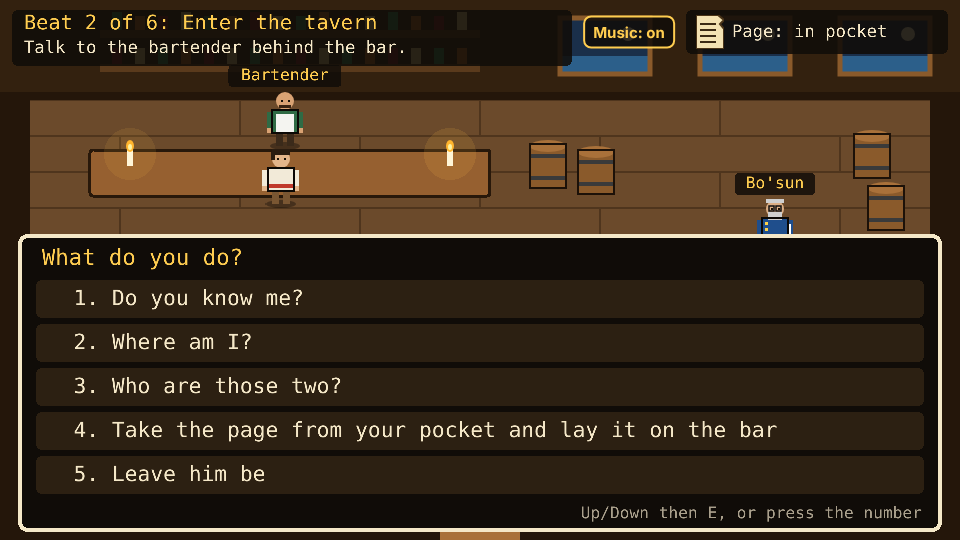 Beat 2 of 6: Enter the tavern
Talk to the bartender behind the bar.
Music: on
Page: in pocket
Bartender
Bo'sun
What do you do?
1. Do you know me?
2. Where am I?
3. Who are those two?
4. Take the page from your pocket and lay it on the bar
5. Leave him be
Up/Down then E, or press the number